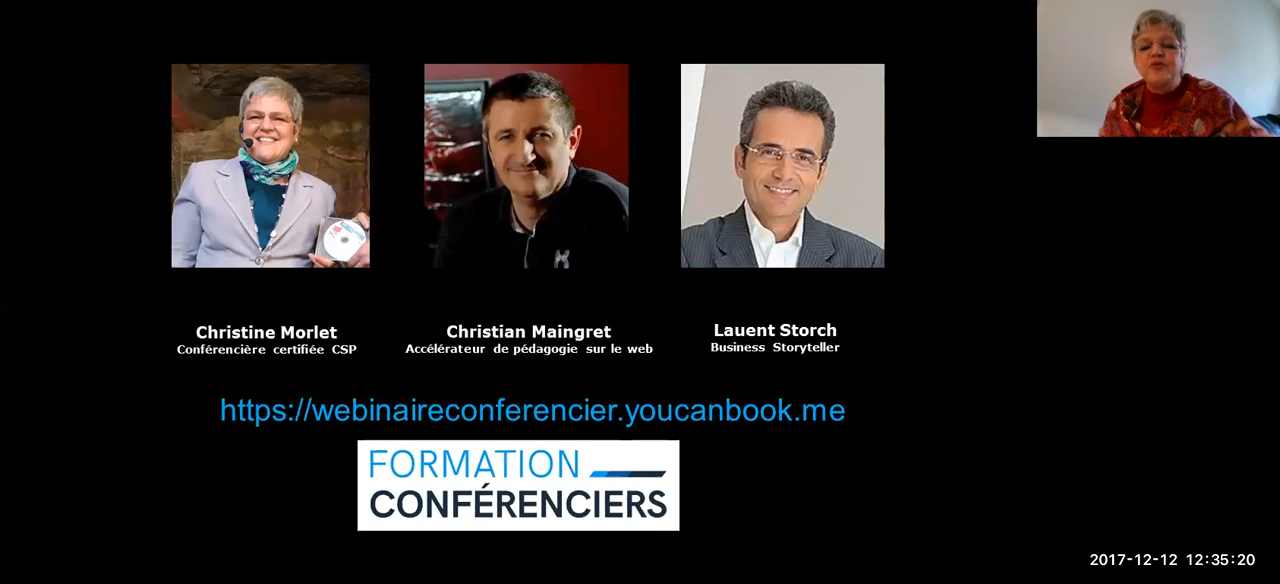 Christine Morlet
Conférencière certifiée CSP
Christian Maingret
Accélérateur de pédagogie sur le web
Lauent Storch
Business Storyteller
https://webinaireconferencier.youcanbook.me
FORMATION
CONFÉRENCIERS
2017-12-12 12:35:20